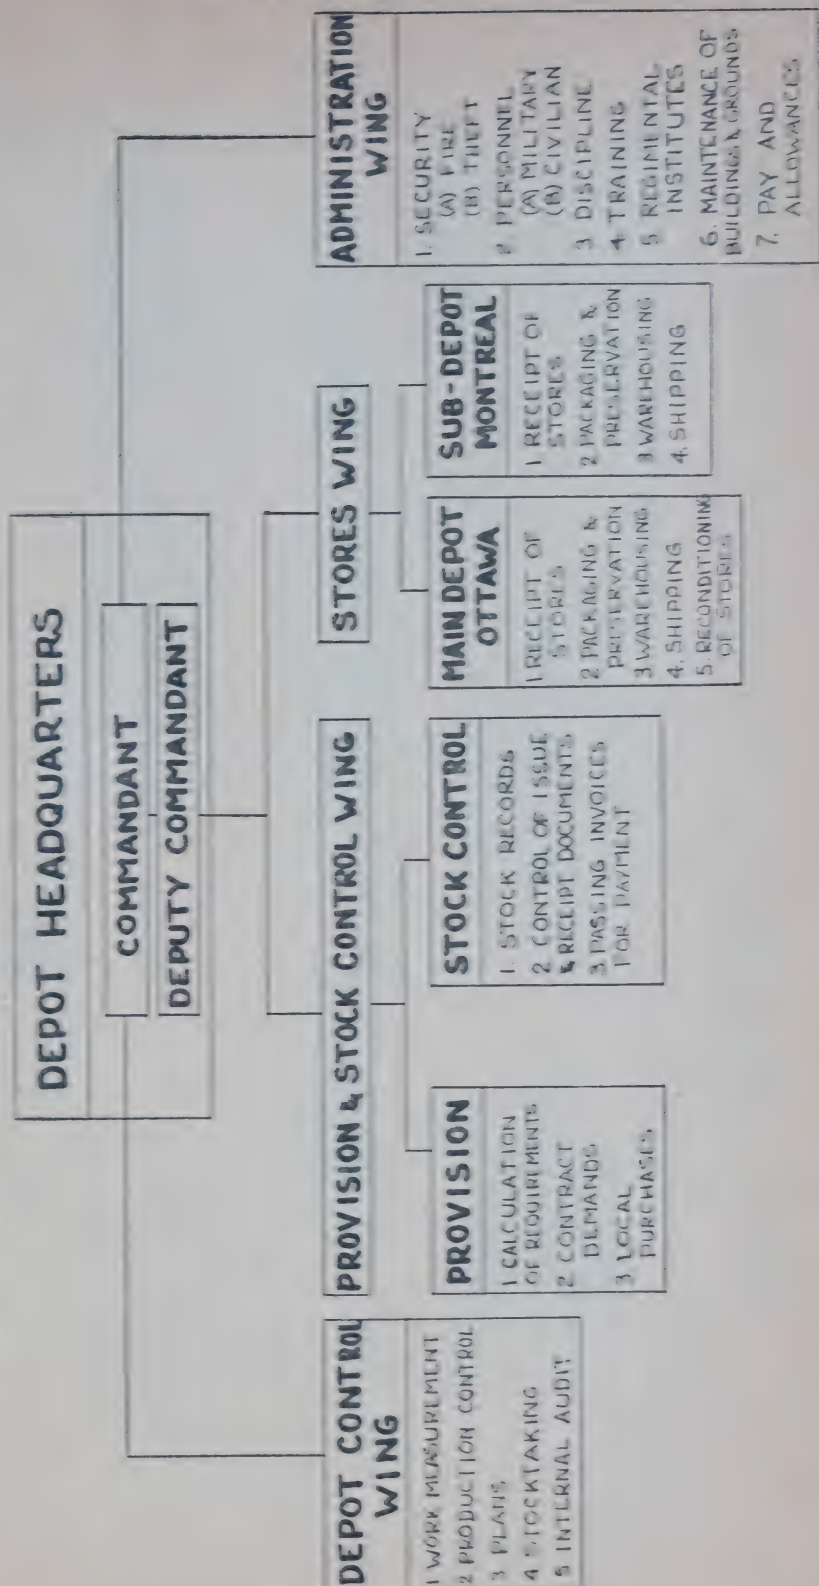 DEPOT HEADQUARTERS
COMMANDANT
DEPUTY COMMANDANT
DEPOT CONTROL
WING
1 WORK MEASUREMENT
2 PRODUCTION CONTROL
3 PLANS
4 STOCKTAKING
5 INTERNAL AUDIT
PROVISION & STOCK CONTROL WING
PROVISION
1 CALCULATION
OF REQUIREMENTS
2 CONTRACT
DEMANDS
3 LOCAL
PURCHASES
STOCK CONTROL
1. STOCK RECORDS
2 CONTROL OF ISSUE
& RECEIPT DOCUMENTS
3 PASSING INVOICES
FOR PAYMENT
STORES WING
MAIN DEPOT
OTTAWA
1 RECEIPT OF
STORES
2 PACKAGING &
PRESERVATION
3 WAREHOUSING
4. SHIPPING
5. RECONDITIONING
OF STORES
SUB-DEPOT
MONTREAL
1 RECEIPT OF
STORES
2 PACKAGING &
PRESERVATION
3 WAREHOUSING
4. SHIPPING
ADMINISTRATION
WING
1. SECURITY
(A) FIRE
(B) THEFT
2. PERSONNEL
(A) MILITARY
(B) CIVILIAN
3 DISCIPLINE
4 TRAINING
5 REGIMENTAL
INSTITUTES
6. MAINTENANCE OF
BUILDINGS & GROUNDS
7. PAY AND
ALLOWANCES